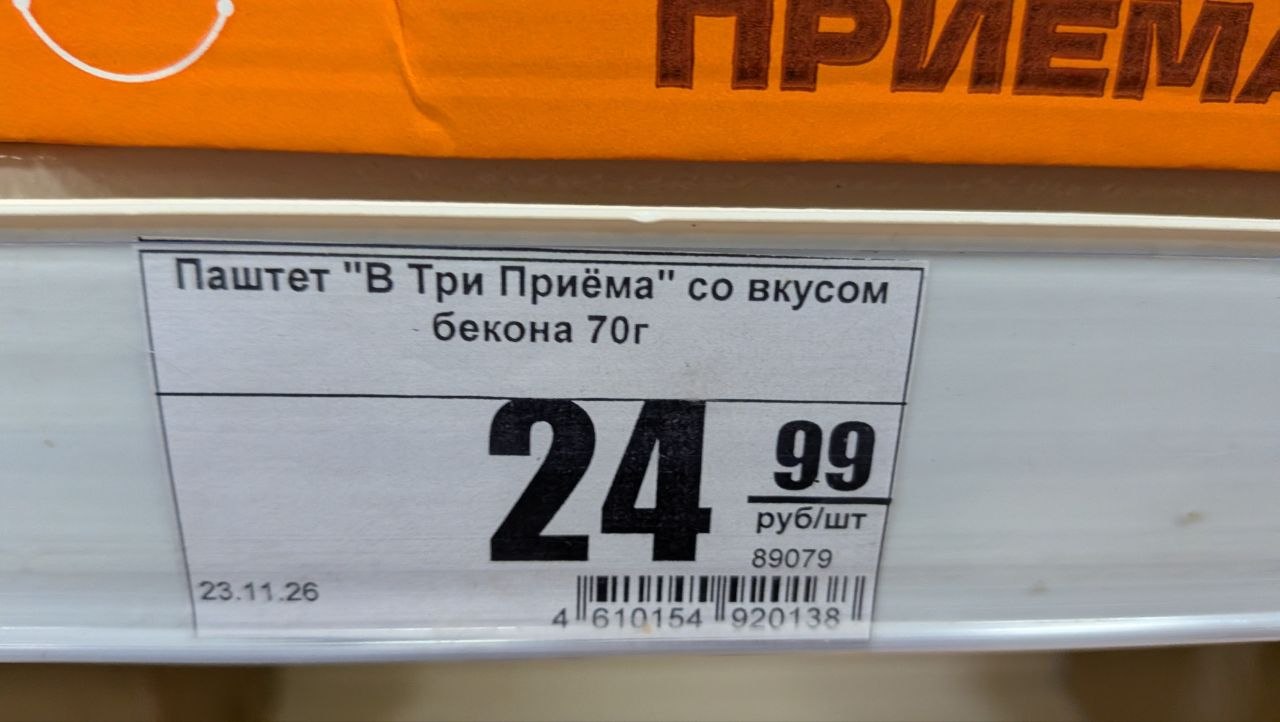 ПРИЕМА
Паштет "В Три Приёма" со вкусом
бекона 70г
24 99
руб/шт
89079
23.11.26
4 610154 920138